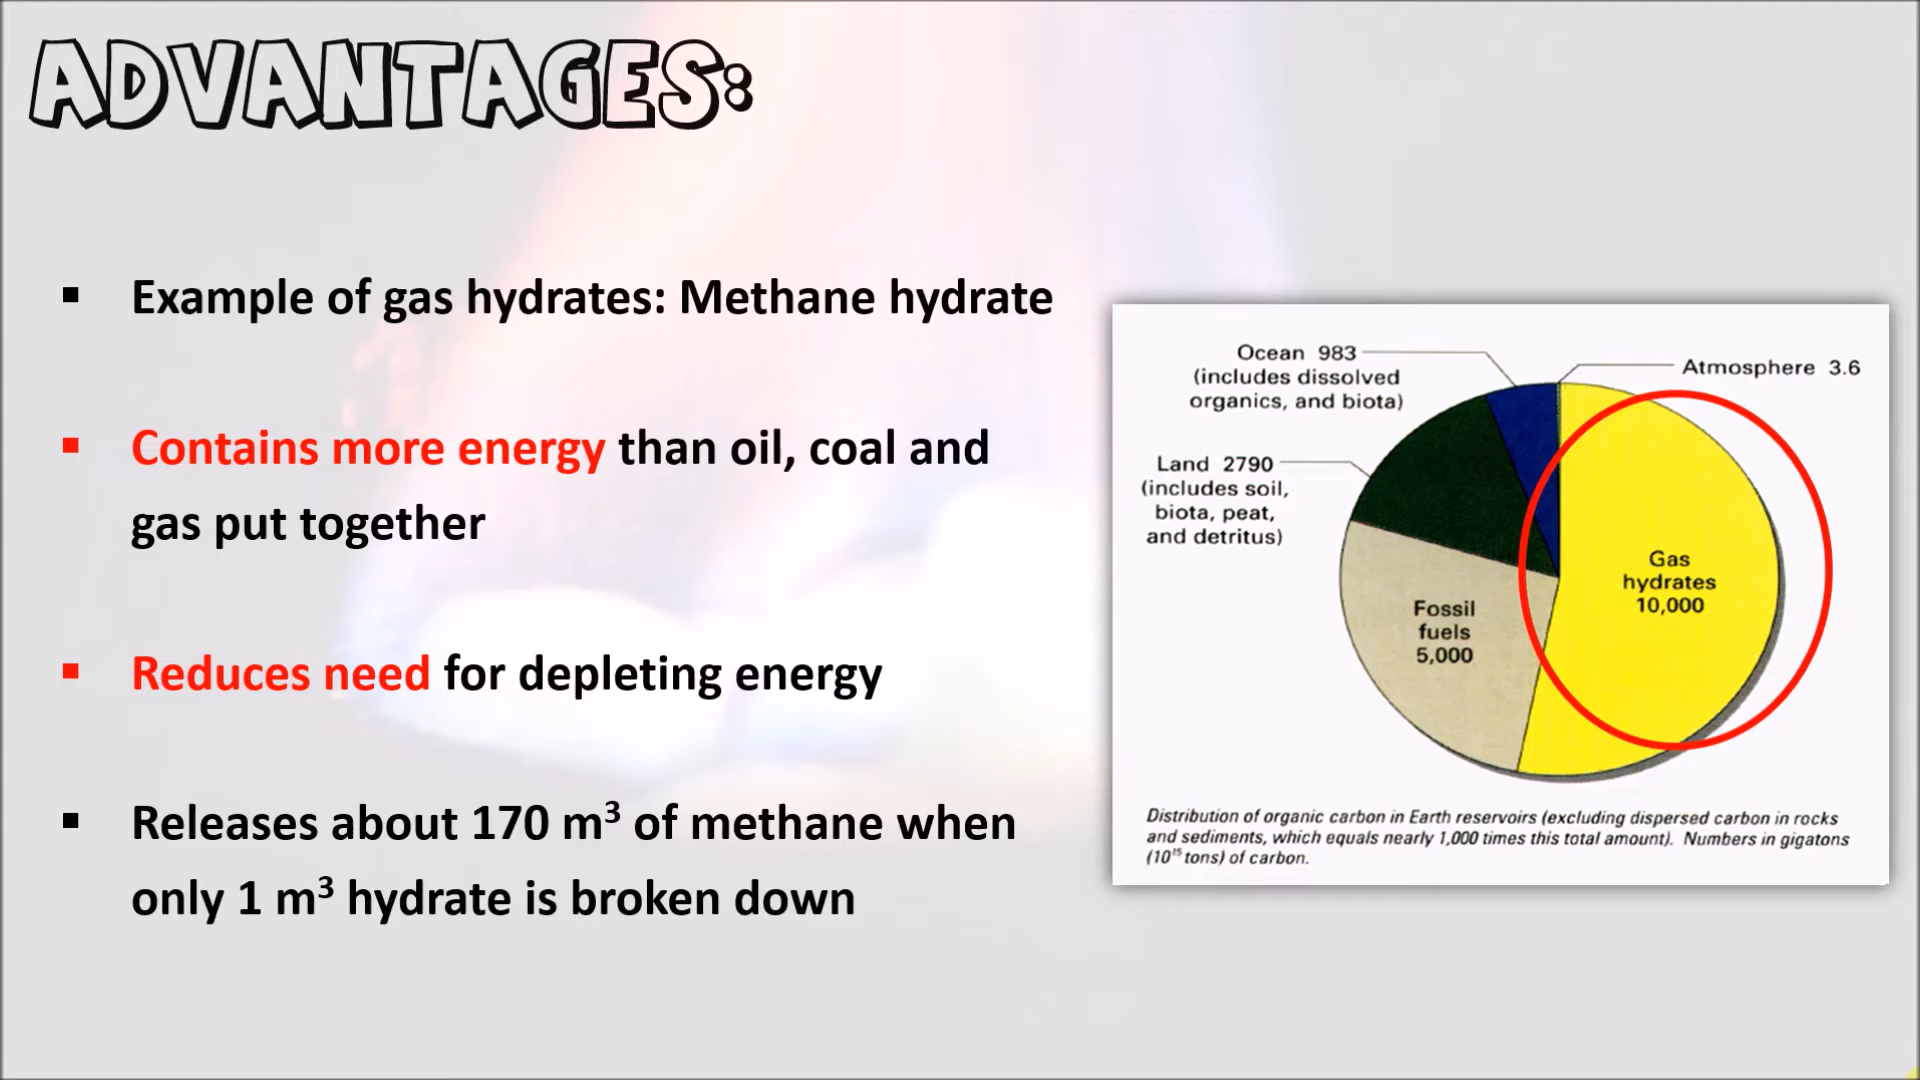 ADVANTAGES:
▪ Example of gas hydrates: Methane hydrate
▪ Contains more energy than oil, coal and
gas put together
▪ Reduces need for depleting energy
▪ Releases about 170 m³ of methane when
only 1 m³ hydrate is broken down
Ocean 983
(includes dissolved
organics, and biota)
Atmosphere 3.6
Land 2790
(includes soil,
biota, peat,
and detritus)
Gas
hydrates
10,000
Fossil
fuels
5,000
Distribution of organic carbon in Earth reservoirs (excluding dispersed carbon in rocks
and sediments, which equals nearly 1,000 times this total amount). Numbers in gigatons
(10¹⁵ tons) of carbon.